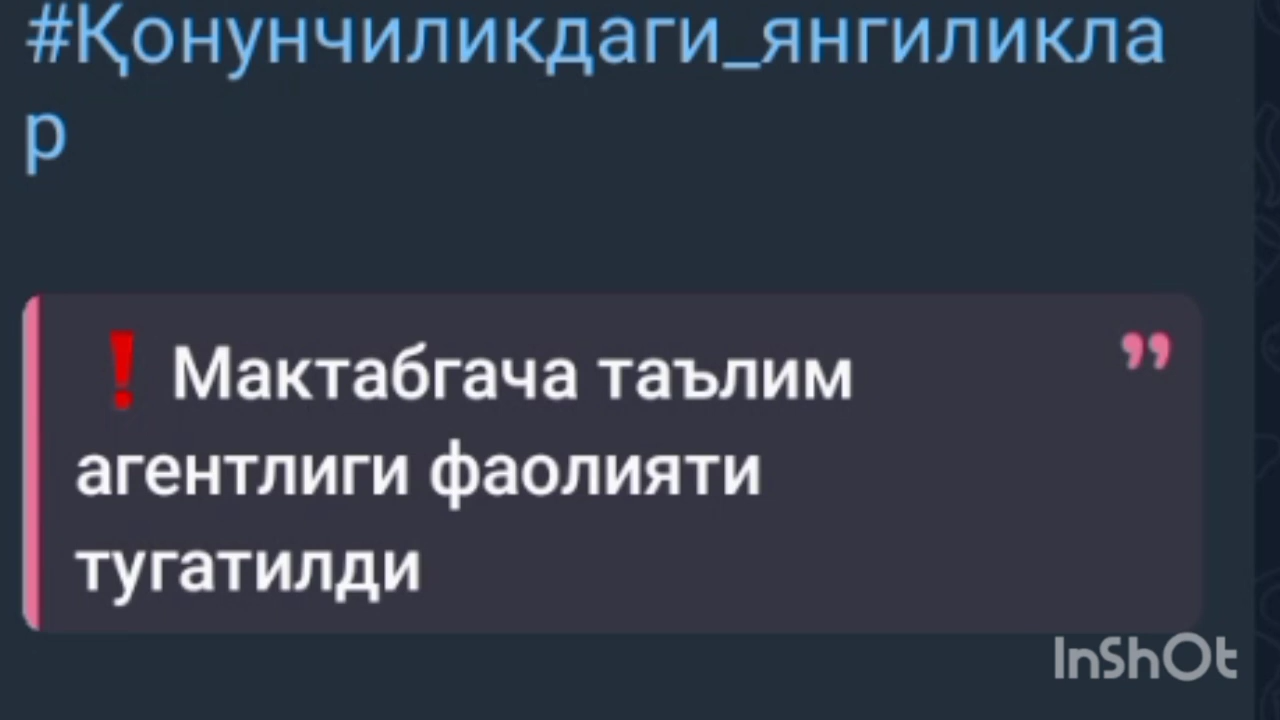 #Қонунчиликдаги_янгиликла
р
❗ Мактабгача таълим
агентлиги фаолияти
тугатилди
InShOt